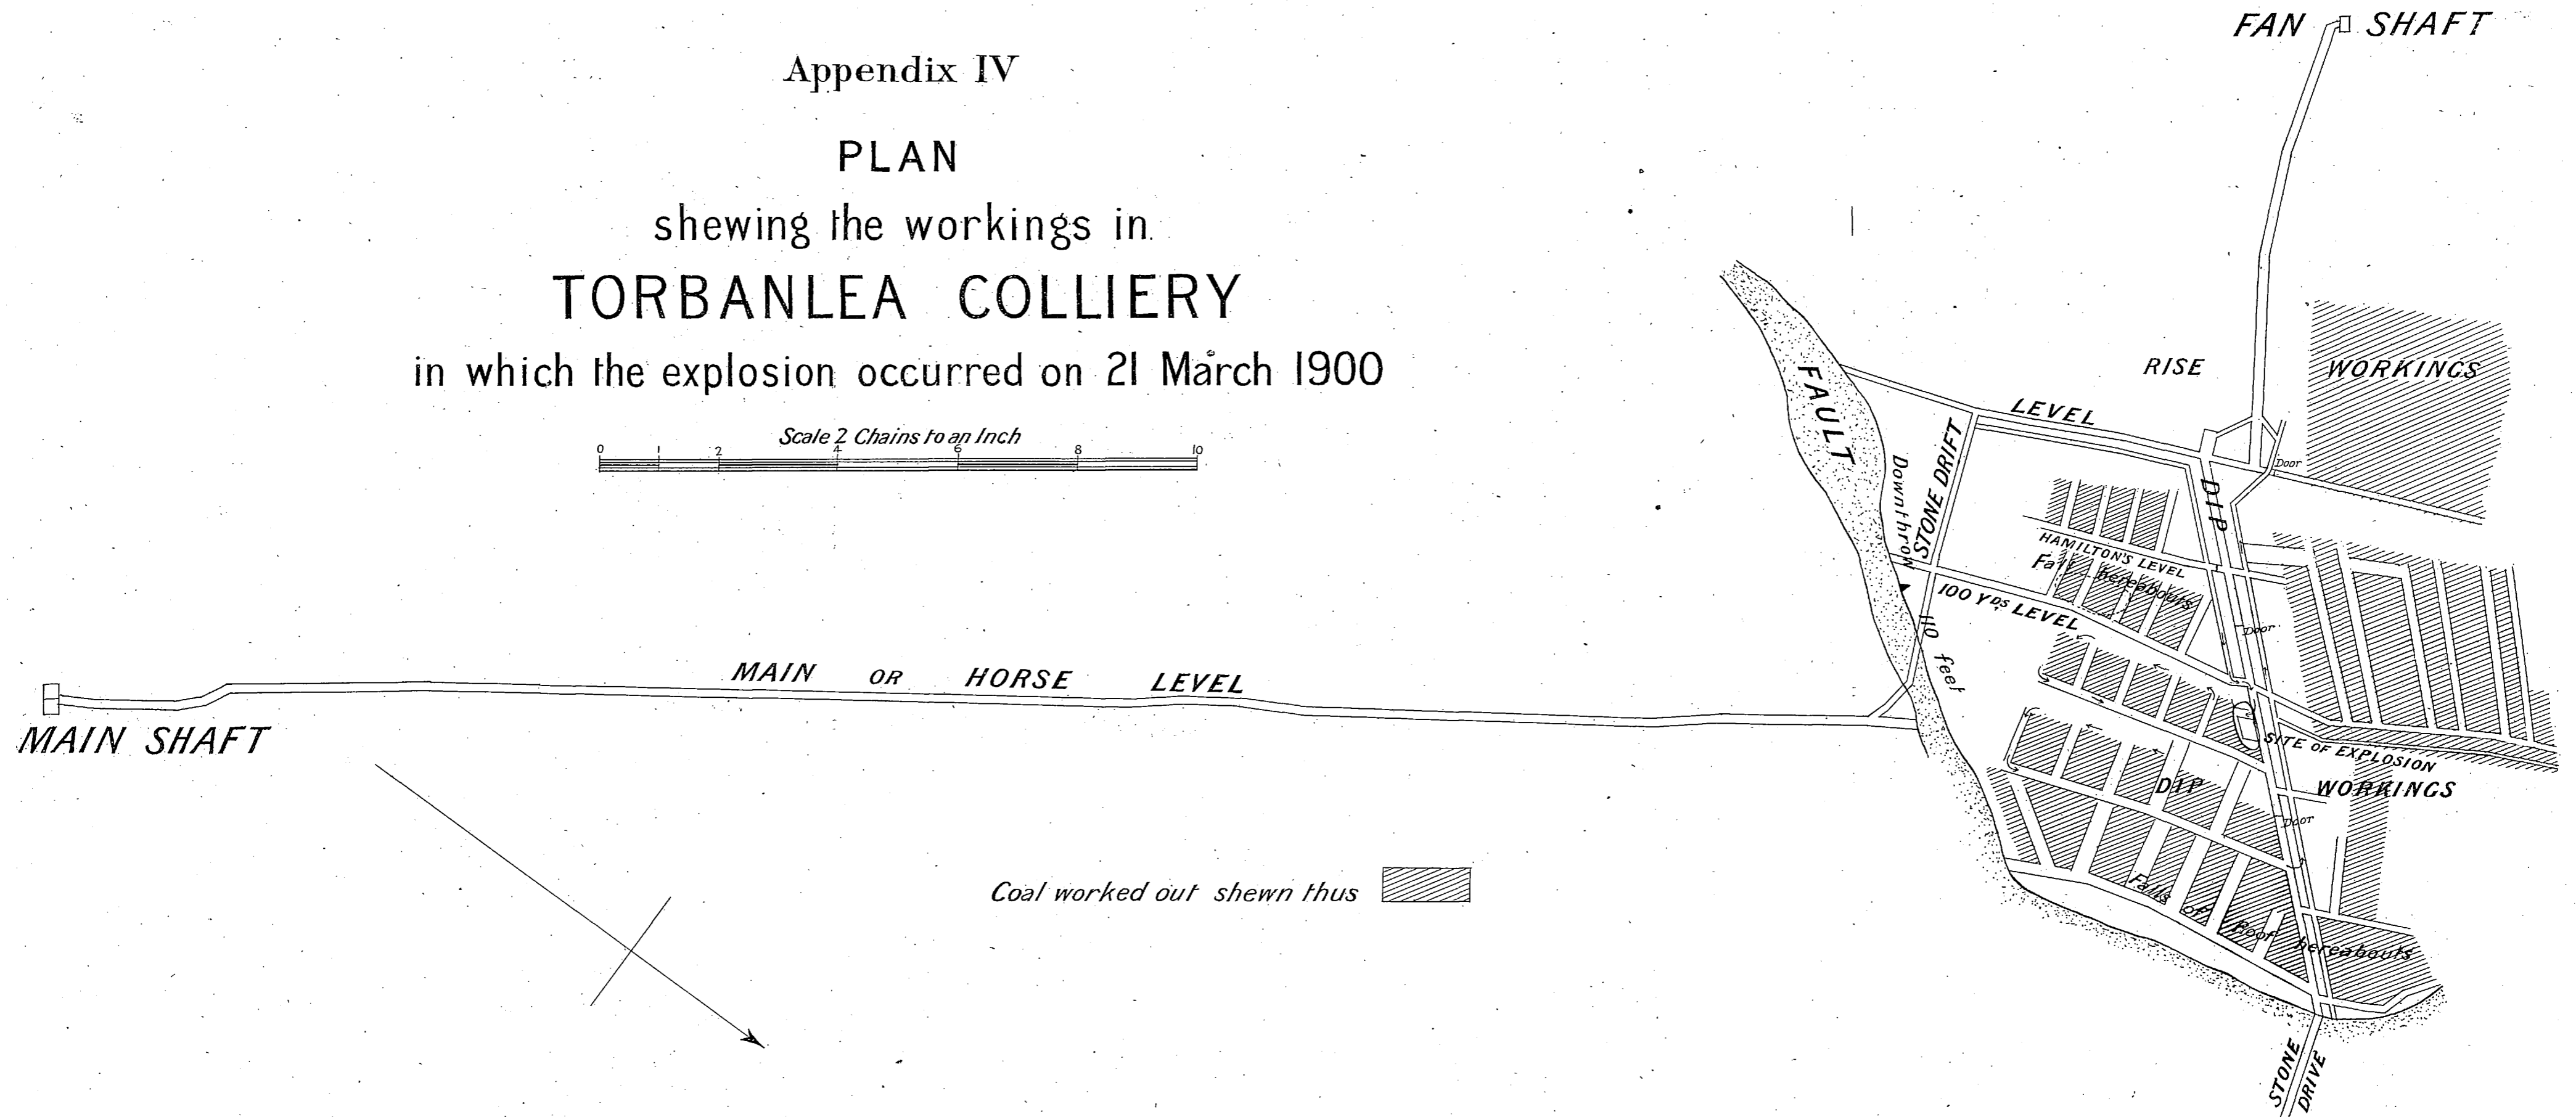 Appendix IV
PLAN
shewing the workings in
TORBANLEA COLLIERY
in which the explosion occurred on 21 March 1900
Scale 2 Chains to an Inch
0 1 2 4 6 8 10
FAN SHAFT
RISE WORKINGS
FAULT
LEVEL
STONE DRIFT
Downthrow 110 feet
Door
DIP
HAMILTON'S LEVEL
Fall hereabouts
100 YDS LEVEL
Door
MAIN OR HORSE LEVEL
MAIN SHAFT
SITE OF EXPLOSION
DIP WORKINGS
Door
Coal worked out shewn thus
Falls of Roof hereabouts
STONE DRIVE